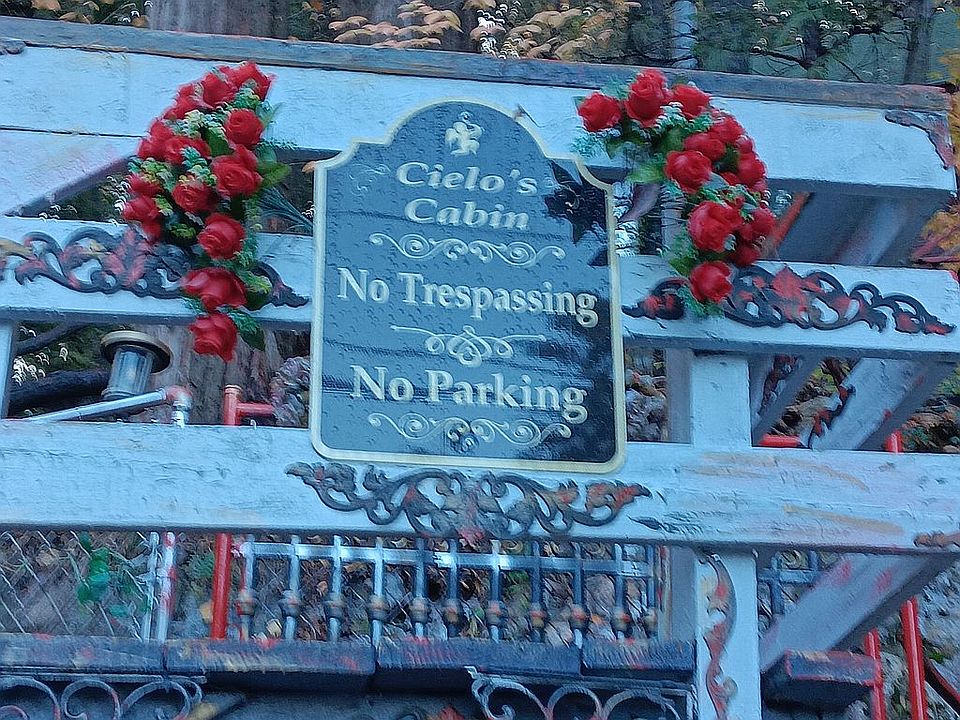 Cielo's
Cabin
No Trespassing
No Parking